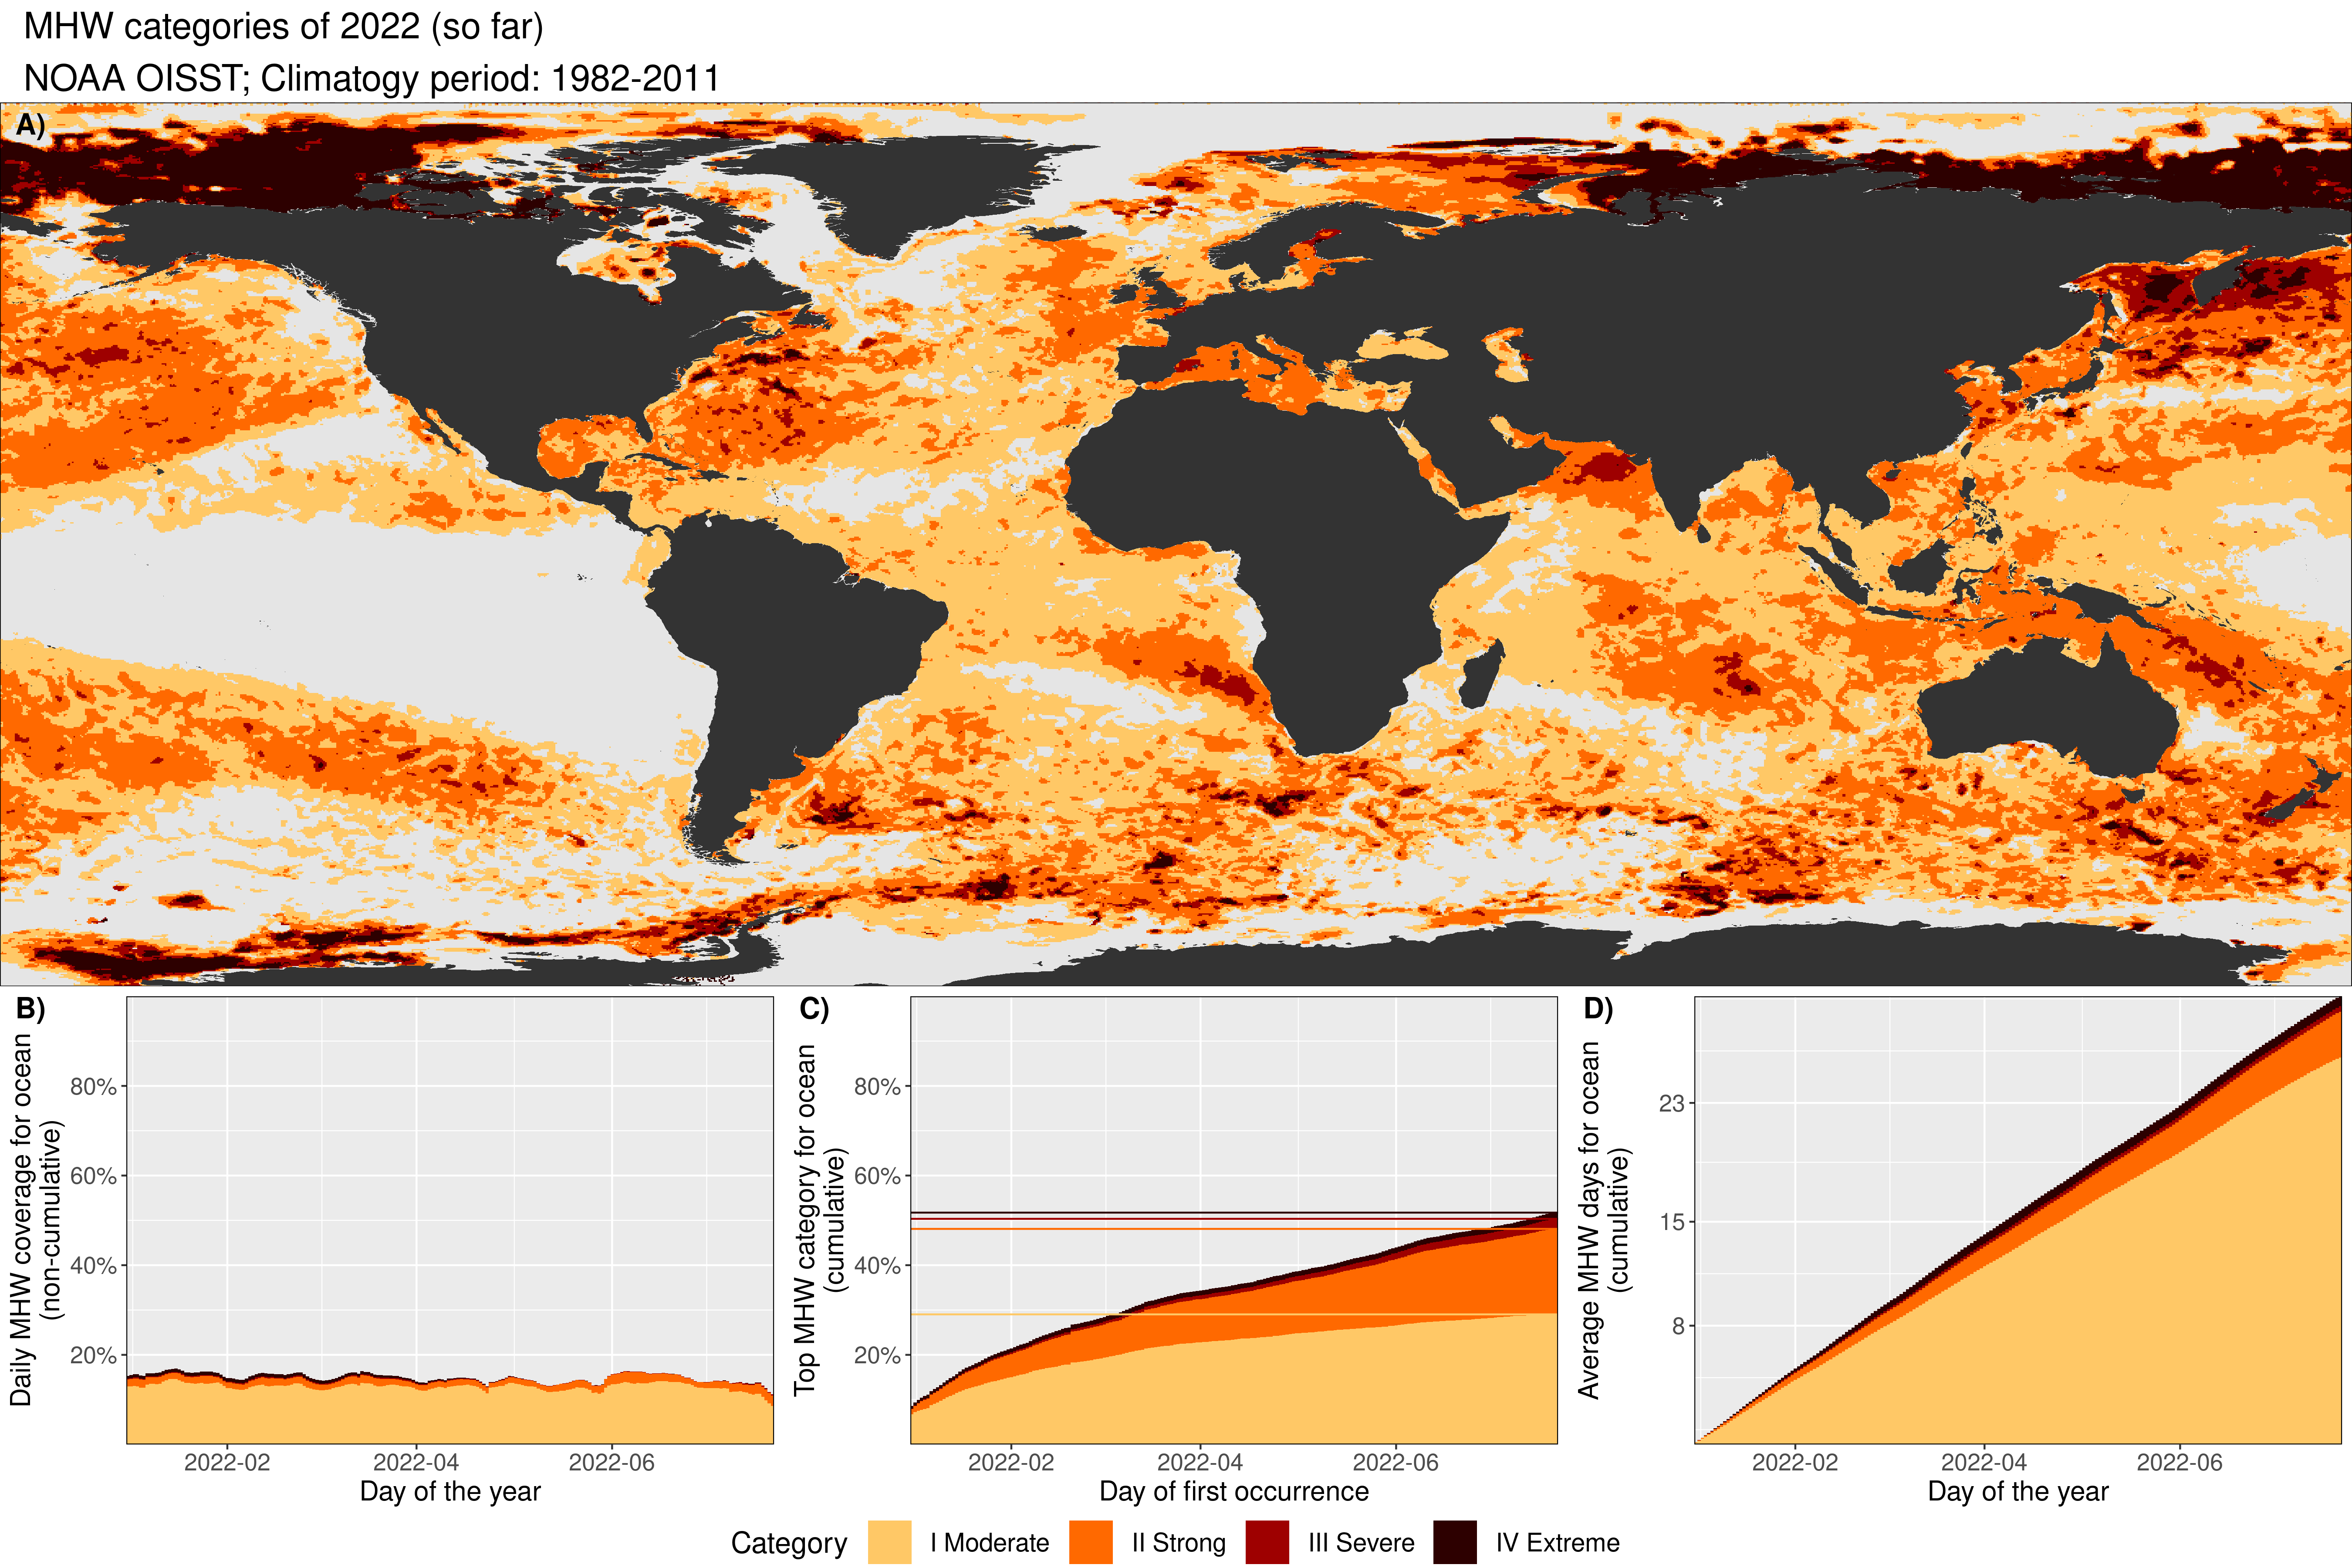 MHW categories of 2022 (so far)
NOAA OISST; Climatogy period: 1982-2011
A)
B)
Daily MHW coverage for ocean
(non-cumulative)
80%
60%
40%
20%
2022-02
2022-04
2022-06
Day of the year
C)
Top MHW category for ocean
(cumulative)
80%
60%
40%
20%
2022-02
2022-04
2022-06
Day of first occurrence
D)
Average MHW days for ocean
(cumulative)
23
15
8
2022-02
2022-04
2022-06
Day of the year
Category I Moderate II Strong III Severe IV Extreme